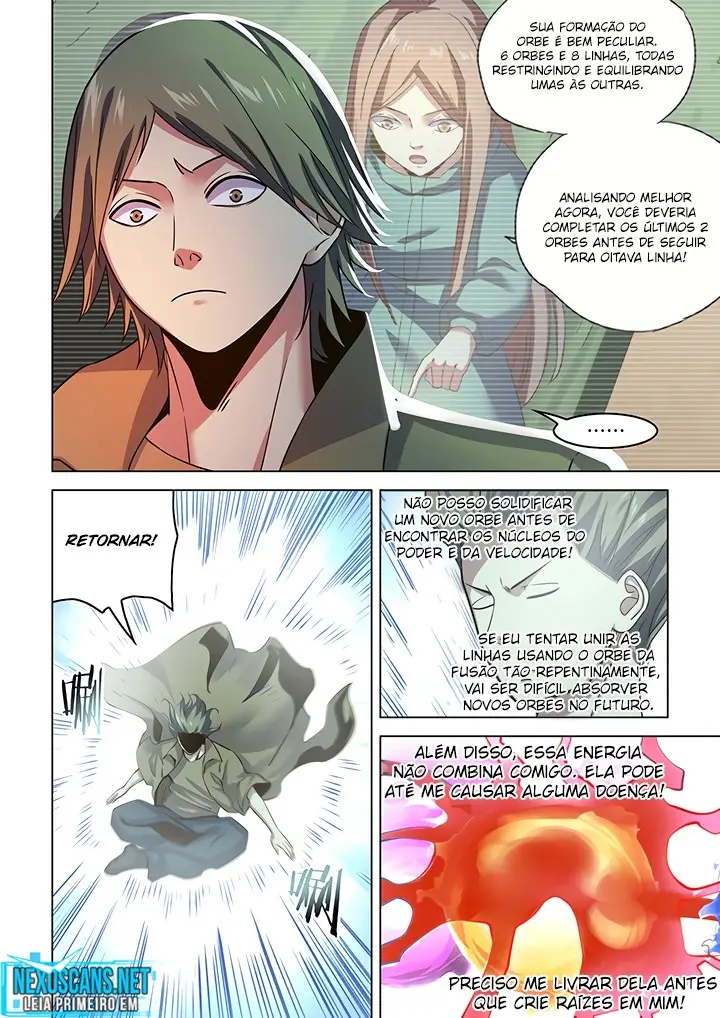 SUA FORMAÇÃO DO
ORBE É BEM PECULIAR.
6 ORBES E 8 LINHAS, TODAS
RESTRINGINDO E EQUILIBRANDO
UMAS ÀS OUTRAS.
ANALISANDO MELHOR
AGORA, VOCÊ DEVERIA
COMPLETAR OS ÚLTIMOS 2
ORBES ANTES DE SEGUIR
PARA OITAVA LINHA!
......
RETORNAR!
NÃO POSSO SOLIDIFICAR
UM NOVO ORBE ANTES DE
ENCONTRAR OS NÚCLEOS DO
PODER E DA VELOCIDADE!
SE EU TENTAR UNIR AS
LINHAS USANDO O ORBE DA
FUSÃO TÃO REPENTINAMENTE,
VAI SER DIFÍCIL ABSORVER
NOVOS ORBES NO FUTURO.
ALÉM DISSO, ESSA ENERGIA
NÃO COMBINA COMIGO. ELA PODE
ATÉ ME CAUSAR ALGUMA DOENÇA!
PRECISO ME LIVRAR DELA ANTES
QUE CRIE RAÍZES EM MIM!
NEXOSCANS.NET
LEIA PRIMEIRO EM